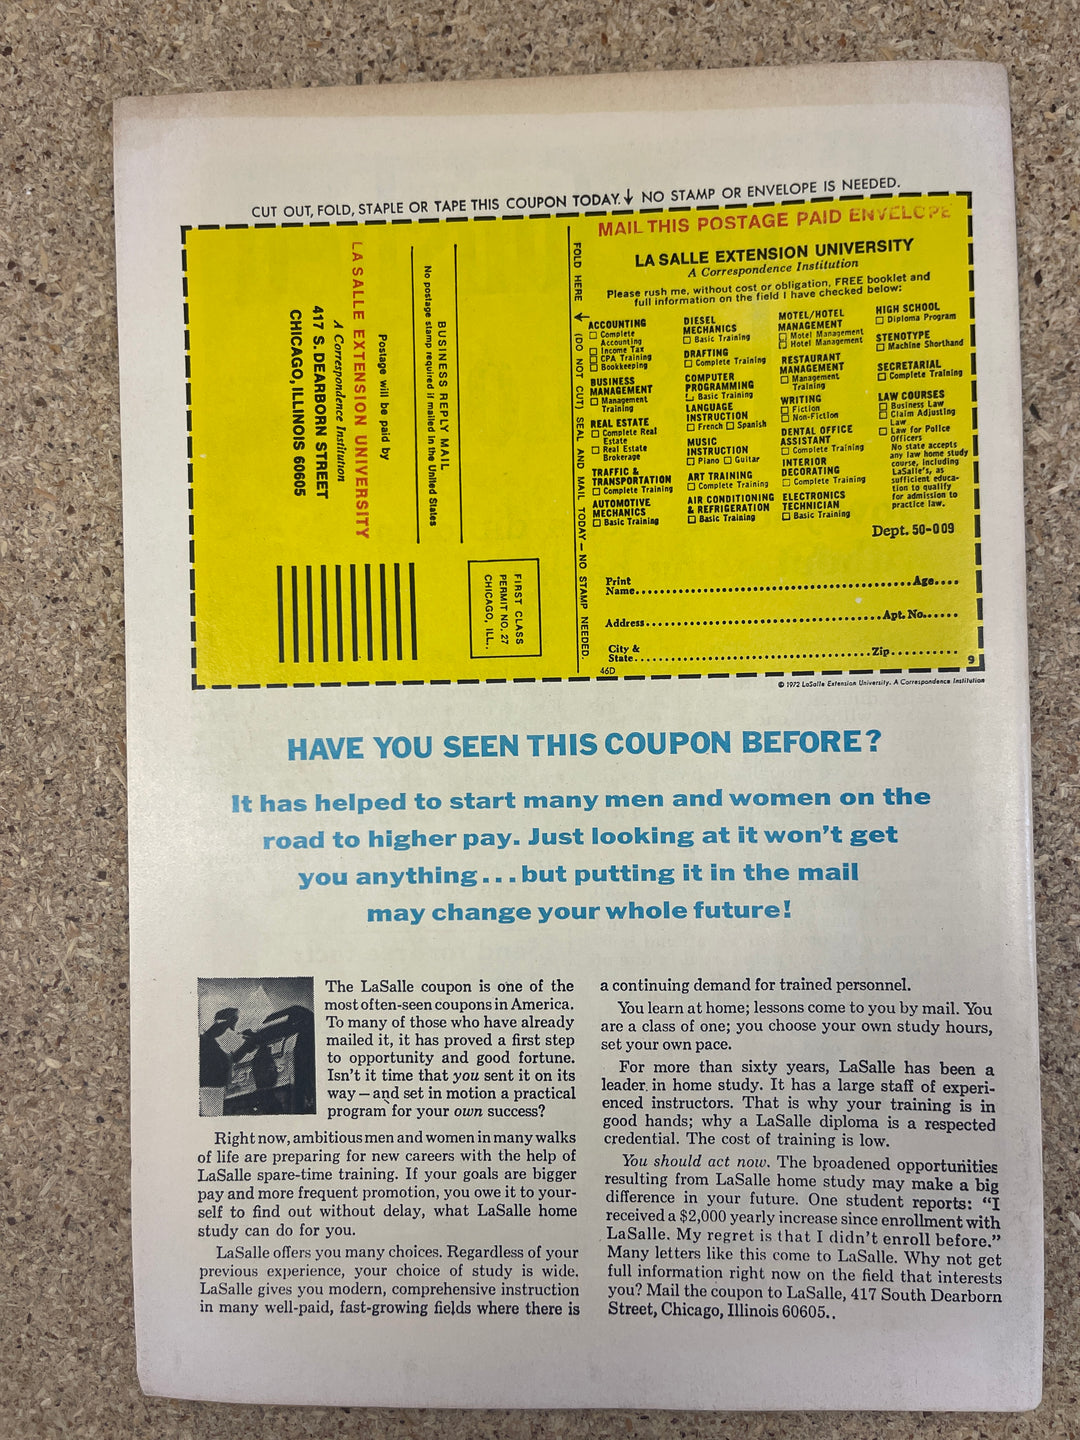 CUT OUT, FOLD, STAPLE OR TAPE THIS COUPON TODAY. ↓ NO STAMP OR ENVELOPE IS NEEDED.
LA SALLE EXTENSION UNIVERSITY
A Correspondence Institution
417 S. DEARBORN STREET
CHICAGO, ILLINOIS 60605
Postage will be paid by
BUSINESS REPLY MAIL
No postage stamp required if mailed in the United States
FIRST CLASS
PERMIT NO. 27
CHICAGO, ILL.
FOLD HERE ↓ (DO NOT CUT) SEAL AND MAIL TODAY — NO STAMP NEEDED.
MAIL THIS POSTAGE PAID ENVELOPE
LA SALLE EXTENSION UNIVERSITY
A Correspondence Institution
Please rush me, without cost or obligation, FREE booklet and
full information on the field I have checked below:
ACCOUNTING
☐ Complete
Accounting
☐ Income Tax
☐ CPA Training
☐ Bookkeeping
BUSINESS
MANAGEMENT
☐ Management
Training
REAL ESTATE
☐ Complete Real
Estate
☐ Real Estate
Brokerage
TRAFFIC &
TRANSPORTATION
☐ Complete Training
AUTOMOTIVE
MECHANICS
☐ Basic Training
DIESEL
MECHANICS
☐ Basic Training
DRAFTING
☐ Complete Training
COMPUTER
PROGRAMMING
☐ Basic Training
LANGUAGE
INSTRUCTION
☐ French ☐ Spanish
MUSIC
INSTRUCTION
☐ Piano ☐ Guitar
ART TRAINING
☐ Complete Training
AIR CONDITIONING
& REFRIGERATION
☐ Basic Training
MOTEL/HOTEL
MANAGEMENT
☐ Motel Management
☐ Hotel Management
RESTAURANT
MANAGEMENT
☐ Management
Training
WRITING
☐ Fiction
☐ Non-Fiction
DENTAL OFFICE
ASSISTANT
☐ Complete Training
INTERIOR
DECORATING
☐ Complete Training
ELECTRONICS
TECHNICIAN
☐ Basic Training
HIGH SCHOOL
☐ Diploma Program
STENOTYPE
☐ Machine Shorthand
SECRETARIAL
☐ Complete Training
LAW COURSES
☐ Business Law
☐ Claim Adjusting
Law
☐ Law for Police
Officers
No state accepts
any law home study
course, including
LaSalle's, as
sufficient educa-
tion to qualify
for admission to
practice law.
Dept. 50-009
Print
Name..........Age....
Address..........Apt. No......
City &
State..........Zip..........
46D
9
© 1972 LaSalle Extension University. A Correspondence Institution
HAVE YOU SEEN THIS COUPON BEFORE?
It has helped to start many men and women on the
road to higher pay. Just looking at it won't get
you anything...but putting it in the mail
may change your whole future!
The LaSalle coupon is one of the
most often-seen coupons in America.
To many of those who have already
mailed it, it has proved a first step
to opportunity and good fortune.
Isn't it time that you sent it on its
way — and set in motion a practical
program for your own success?
Right now, ambitious men and women in many walks
of life are preparing for new careers with the help of
LaSalle spare-time training. If your goals are bigger
pay and more frequent promotion, you owe it to your-
self to find out without delay, what LaSalle home
study can do for you.
LaSalle offers you many choices. Regardless of your
previous experience, your choice of study is wide.
LaSalle gives you modern, comprehensive instruction
in many well-paid, fast-growing fields where there is
a continuing demand for trained personnel.
You learn at home; lessons come to you by mail. You
are a class of one; you choose your own study hours,
set your own pace.
For more than sixty years, LaSalle has been a
leader in home study. It has a large staff of experi-
enced instructors. That is why your training is in
good hands; why a LaSalle diploma is a respected
credential. The cost of training is low.
You should act now. The broadened opportunities
resulting from LaSalle home study may make a big
difference in your future. One student reports: "I
received a $2,000 yearly increase since enrollment with
LaSalle. My regret is that I didn't enroll before."
Many letters like this come to LaSalle. Why not get
full information right now on the field that interests
you? Mail the coupon to LaSalle, 417 South Dearborn
Street, Chicago, Illinois 60605..